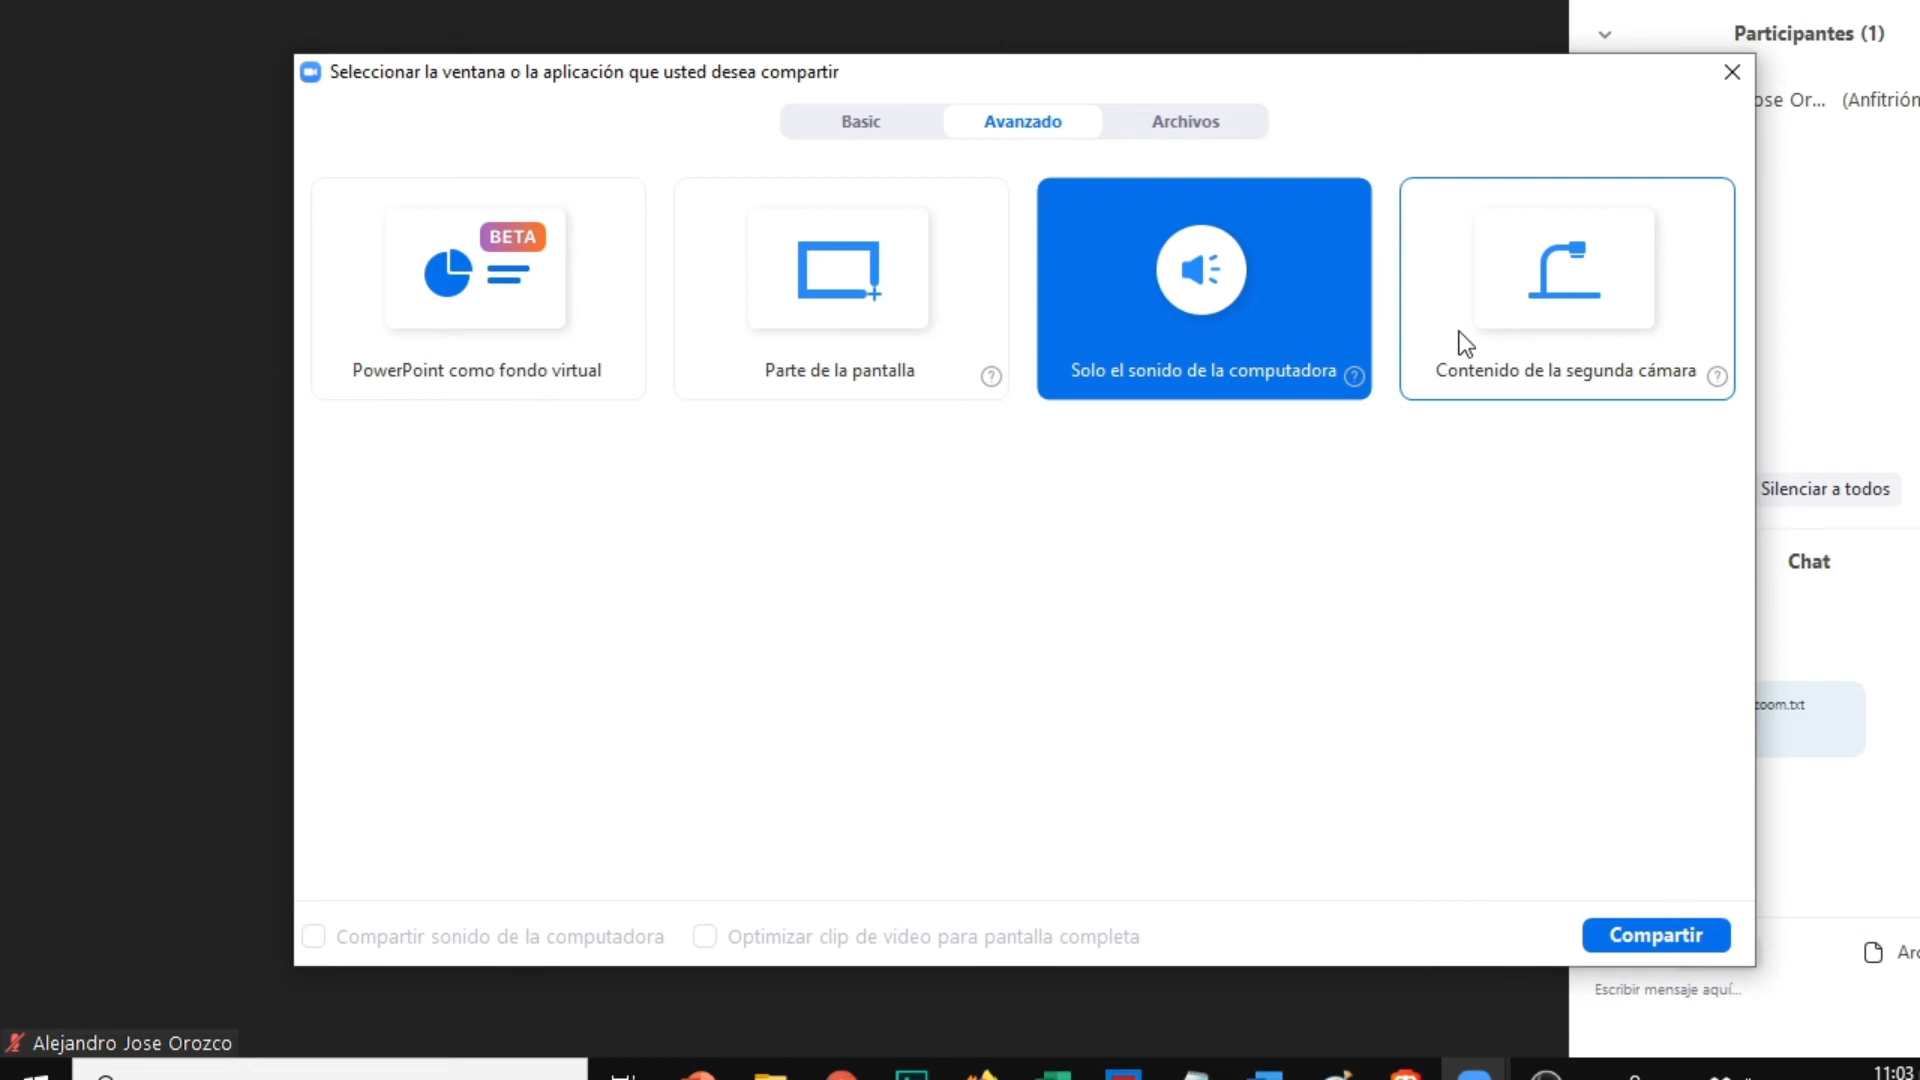 Participantes (1)
Seleccionar la ventana o la aplicación que usted desea compartir
ose Or... (Anfitrión
Basic
Avanzado
Archivos
BETA
PowerPoint como fondo virtual
Parte de la pantalla
?
Solo el sonido de la computadora
?
Contenido de la segunda cámara
?
Silenciar a todos
Chat
zoom.txt
Compartir sonido de la computadora
Optimizar clip de video para pantalla completa
Compartir
Arc
Escribir mensaje aquí...
Alejandro Jose Orozco
11:03